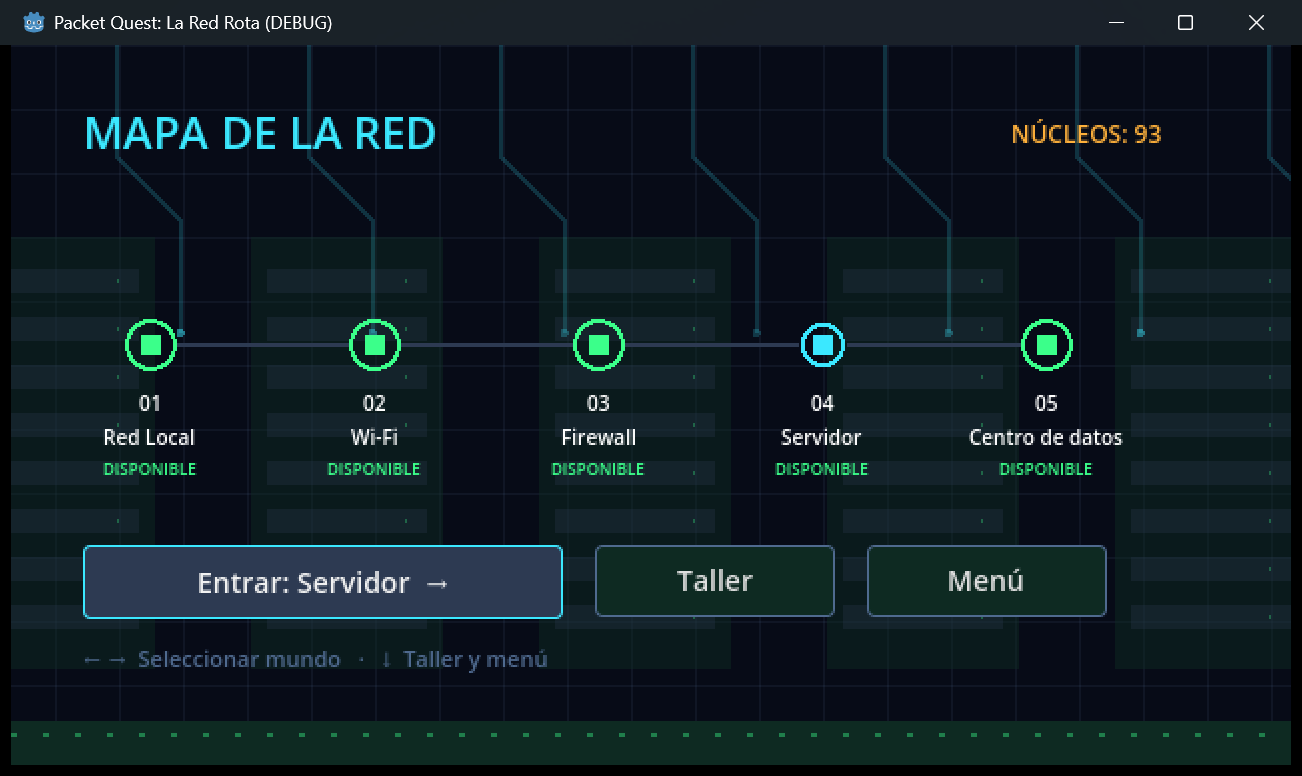 Packet Quest: La Red Rota (DEBUG)
MAPA DE LA RED
NÚCLEOS: 93
01
02
03
04
05
Red Local
Wi-Fi
Firewall
Servidor
Centro de datos
DISPONIBLE
DISPONIBLE
DISPONIBLE
DISPONIBLE
DISPONIBLE
Entrar: Servidor →
Taller
Menú
← → Seleccionar mundo · ↓ Taller y menú